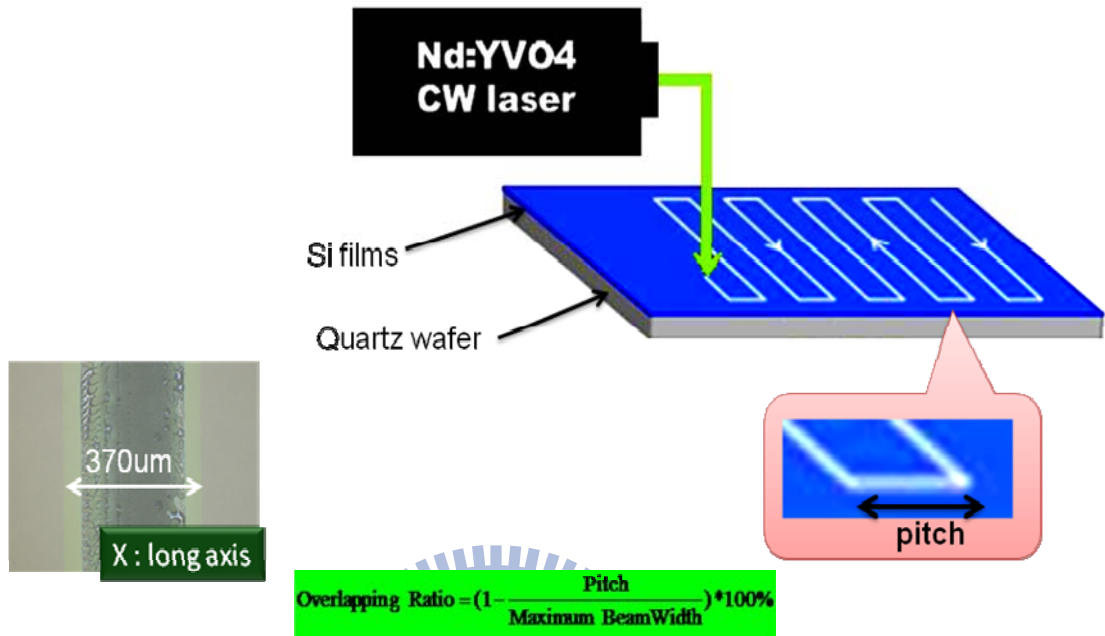 Nd:YVO4
CW laser
Si films
Quartz wafer
370um
X : long axis
pitch
Overlapping Ratio = (1- Pitch / Maximum BeamWidth )*100%